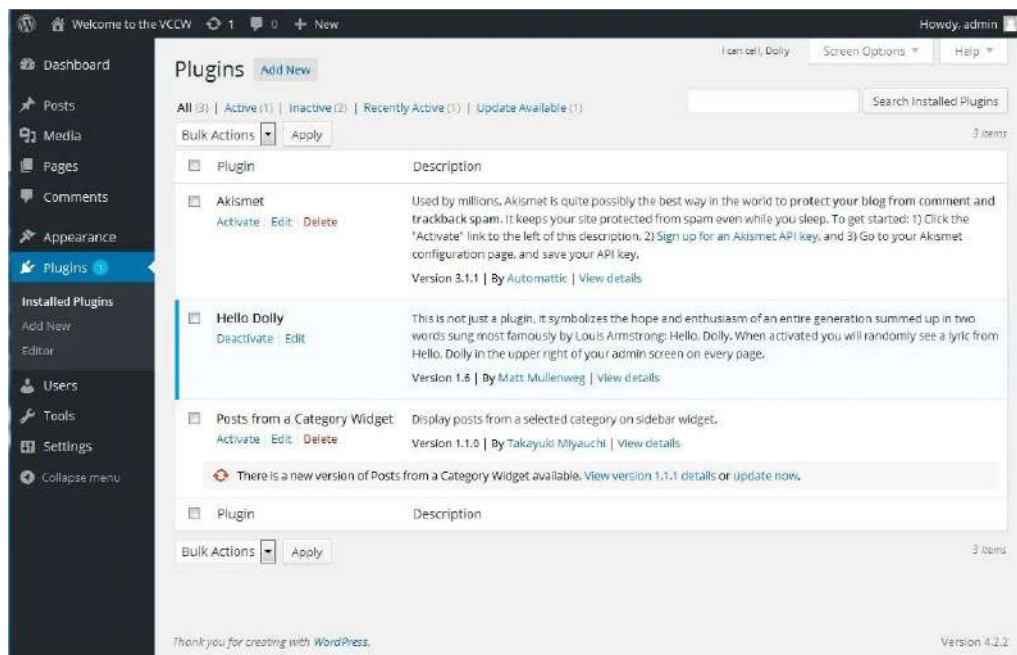 Welcome to the VCCW 1 0 + New Howdy, admin
I can tell, Dolly Screen Options Help
Dashboard
Posts
Media
Pages
Comments
Appearance
Plugins 1
Installed Plugins
Add New
Editor
Users
Tools
Settings
Collapse menu
Plugins Add New
All (3) | Active (1) | Inactive (2) | Recently Active (1) | Update Available (1)
Search Installed Plugins
Bulk Actions Apply 3 items
Plugin Description
Akismet
Activate | Edit | Delete
Used by millions, Akismet is quite possibly the best way in the world to protect your blog from comment and
trackback spam. It keeps your site protected from spam even while you sleep. To get started: 1) Click the
"Activate" link to the left of this description, 2) Sign up for an Akismet API key, and 3) Go to your Akismet
configuration page, and save your API key.
Version 3.1.1 | By Automattic | View details
Hello Dolly
Deactivate | Edit
This is not just a plugin, it symbolizes the hope and enthusiasm of an entire generation summed up in two
words sung most famously by Louis Armstrong: Hello, Dolly. When activated you will randomly see a lyric from
Hello, Dolly in the upper right of your admin screen on every page.
Version 1.6 | By Matt Mullenweg | View details
Posts from a Category Widget
Activate | Edit | Delete
Display posts from a selected category on sidebar widget.
Version 1.1.0 | By Takayuki Miyauchi | View details
There is a new version of Posts from a Category Widget available. View version 1.1.1 details or update now.
Plugin Description
Bulk Actions Apply 3 items
Thank you for creating with WordPress. Version 4.2.2